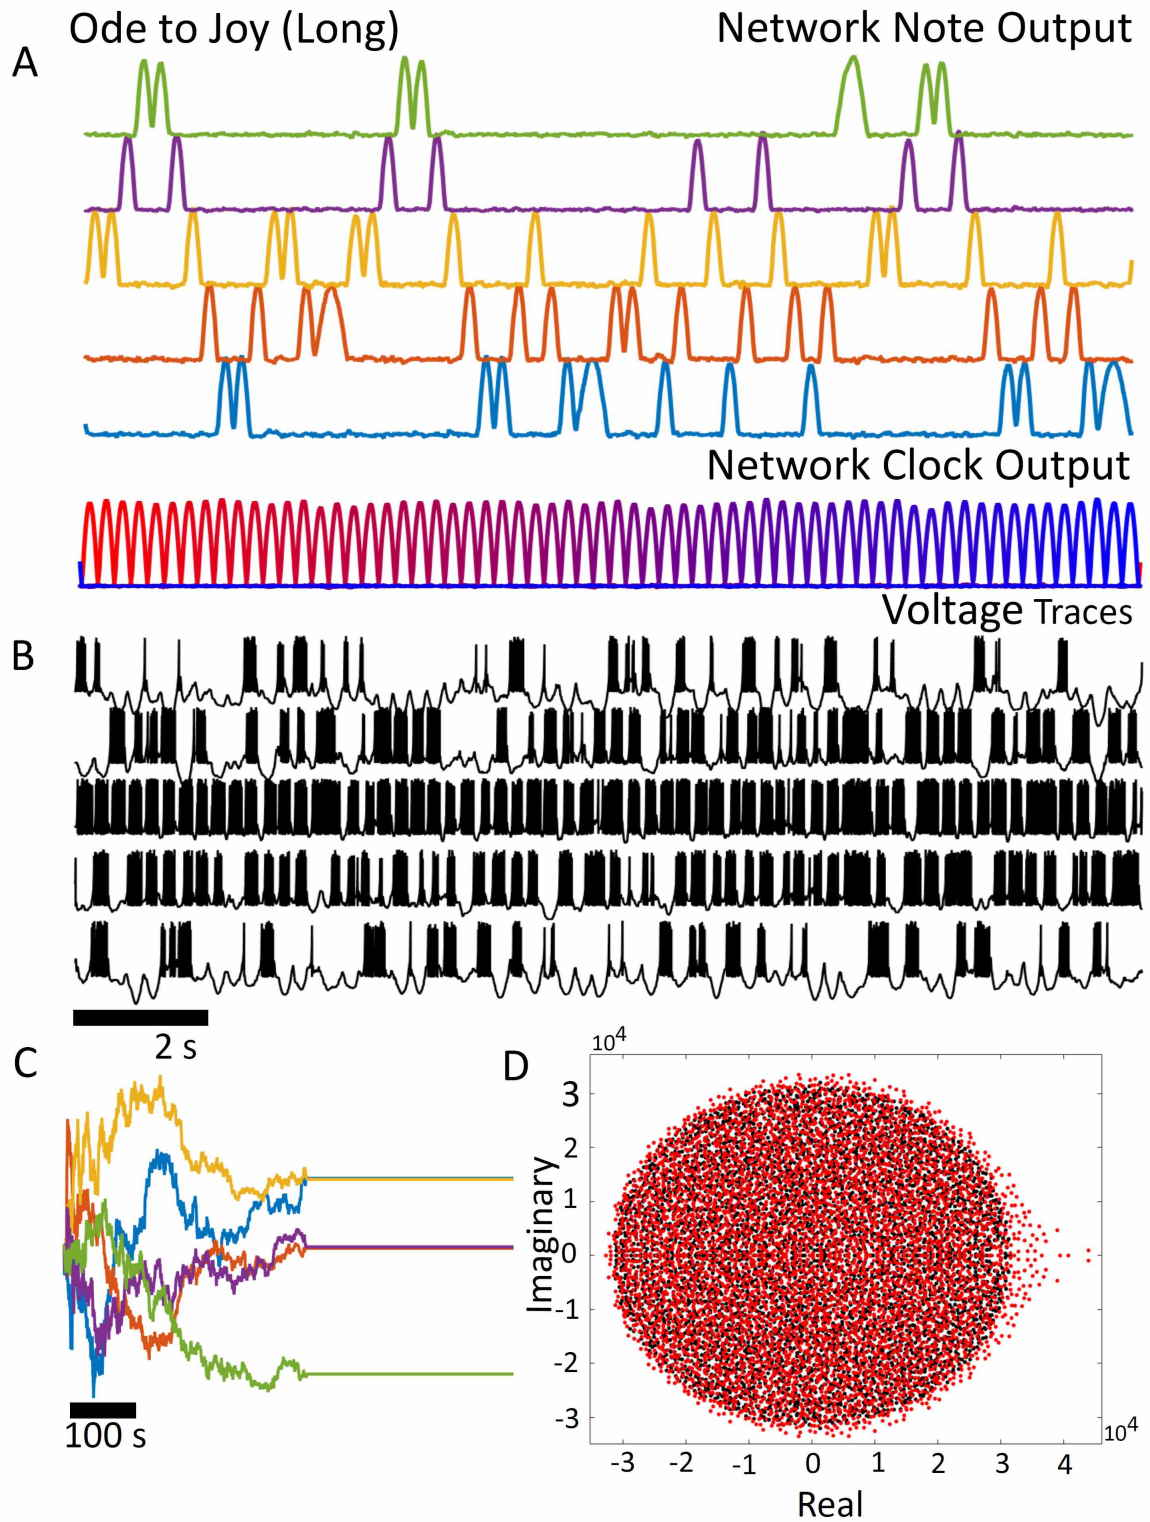 Ode to Joy (Long)
Network Note Output
A
Network Clock Output
Voltage Traces
B
2 s
C
100 s
D
10^4
Imaginary
3
2
1
0
-1
-2
-3
10^4
-3 -2 -1 0 1 2 3 4
Real